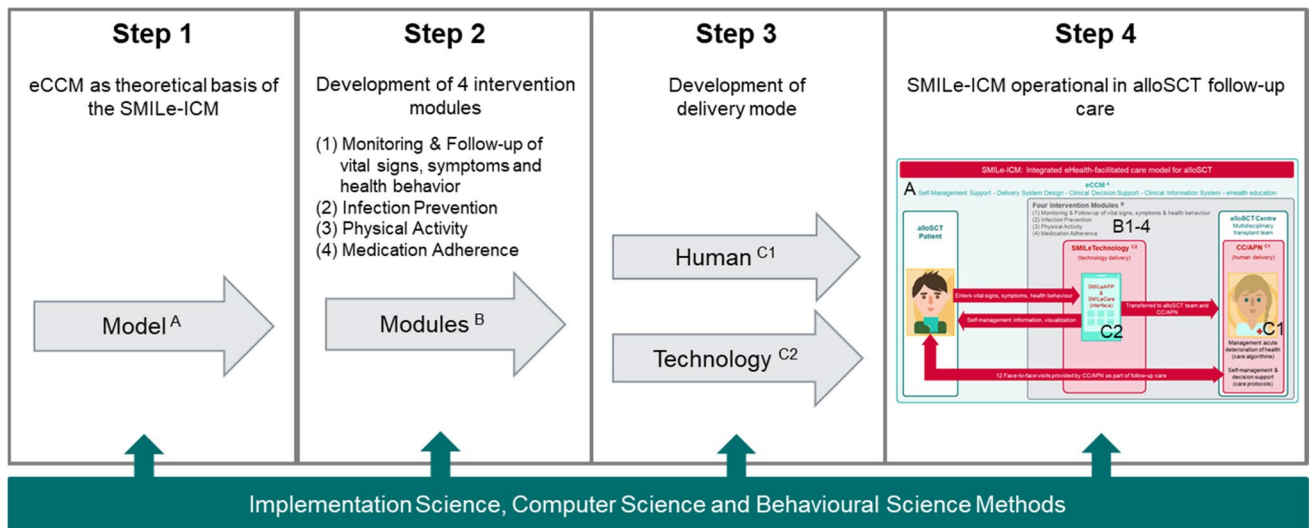 Step 1
eCCM as theoretical basis of
the SMILe-ICM
Model A
Step 2
Development of 4 intervention
modules
(1) Monitoring & Follow-up of
vital signs, symptoms and
health behavior
(2) Infection Prevention
(3) Physical Activity
(4) Medication Adherence
Modules B
Step 3
Development of
delivery mode
Human C1
Technology C2
Step 4
SMILe-ICM operational in alloSCT follow-up
care
SMILe-ICM: Integrated eHealth-facilitated care model for alloSCT
A
eCCM A
Self-Management Support - Delivery System Design - Clinical Decision Support - Clinical Information System - eHealth education
alloSCT
Patient
Four Intervention Modules B
(1) Monitoring & Follow-up of vital signs, symptoms & health behaviour
(2) Infection Prevention
(3) Physical Activity
(4) Medication Adherence
B1-4
SMILeTechnology C2
(technology delivery)
SMILeAPP
&
SMILeCare
(interface)
C2
alloSCT Centre
Multidisciplinary
transplant team
CC/APN C1
(human delivery)
C1
Enters vital signs, symptoms, health behaviour
Transferred to alloSCT team and
CC/APN
Self-management information, visualization
Management acute
deterioration of health
(care algorithms)
Self-management &
decision support
(care protocols)
12 Face-to-face visits provided by CC/APN as part of follow-up care
Implementation Science, Computer Science and Behavioural Science Methods